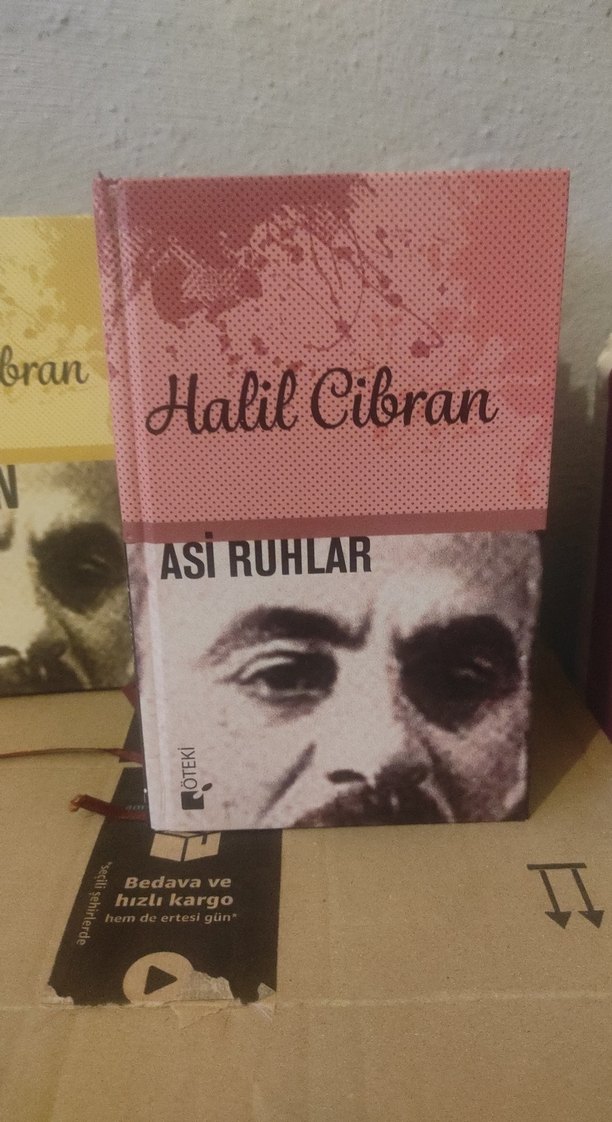 Halil Cibran
ASİ RUHLAR
ÖTEKİ
bran
N
Bedava ve
hızlı kargo
hem de ertesi gün*
*seçili şehirlerde